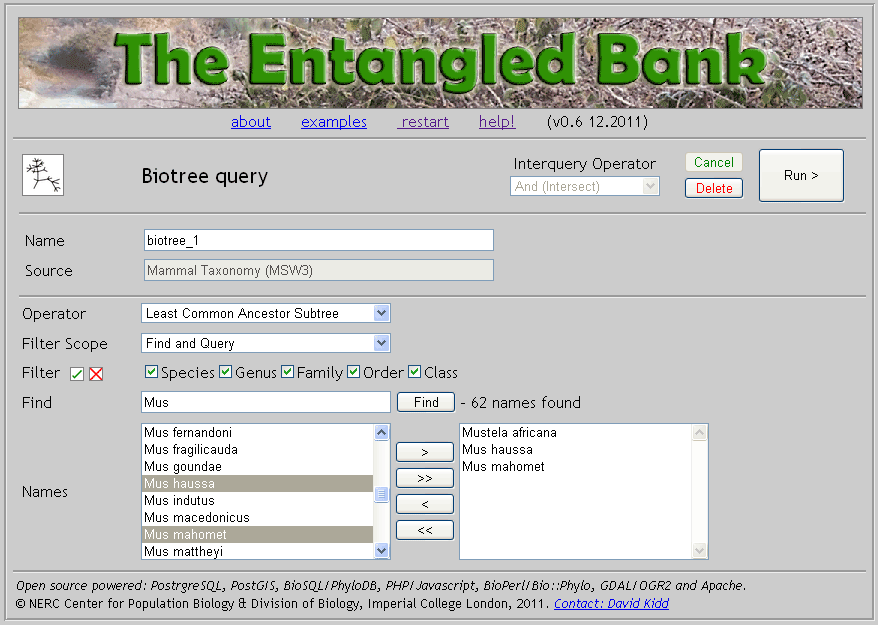 The Entangled Bank
about examples restart help! (v0.6 12.2011)
Biotree query
Interquery Operator
And (Intersect)
Cancel
Delete
Run >
Name biotree_1
Source Mammal Taxonomy (MSW3)
Operator Least Common Ancestor Subtree
Filter Scope Find and Query
Filter Species Genus Family Order Class
Find Mus Find - 62 names found
Names
Mus fernandoni
Mus fragilicauda
Mus goundae
Mus haussa
Mus indutus
Mus macedonicus
Mus mahomet
Mus mattheyi
>
>>
<
<<
Mustela africana
Mus haussa
Mus mahomet
Open source powered: PostrgreSQL, PostGIS, BioSQL/PhyloDB, PHP/Javascript, BioPerl/Bio::Phylo, GDAL/OGR2 and Apache.
© NERC Center for Population Biology & Division of Biology, Imperial College London, 2011. Contact: David Kidd